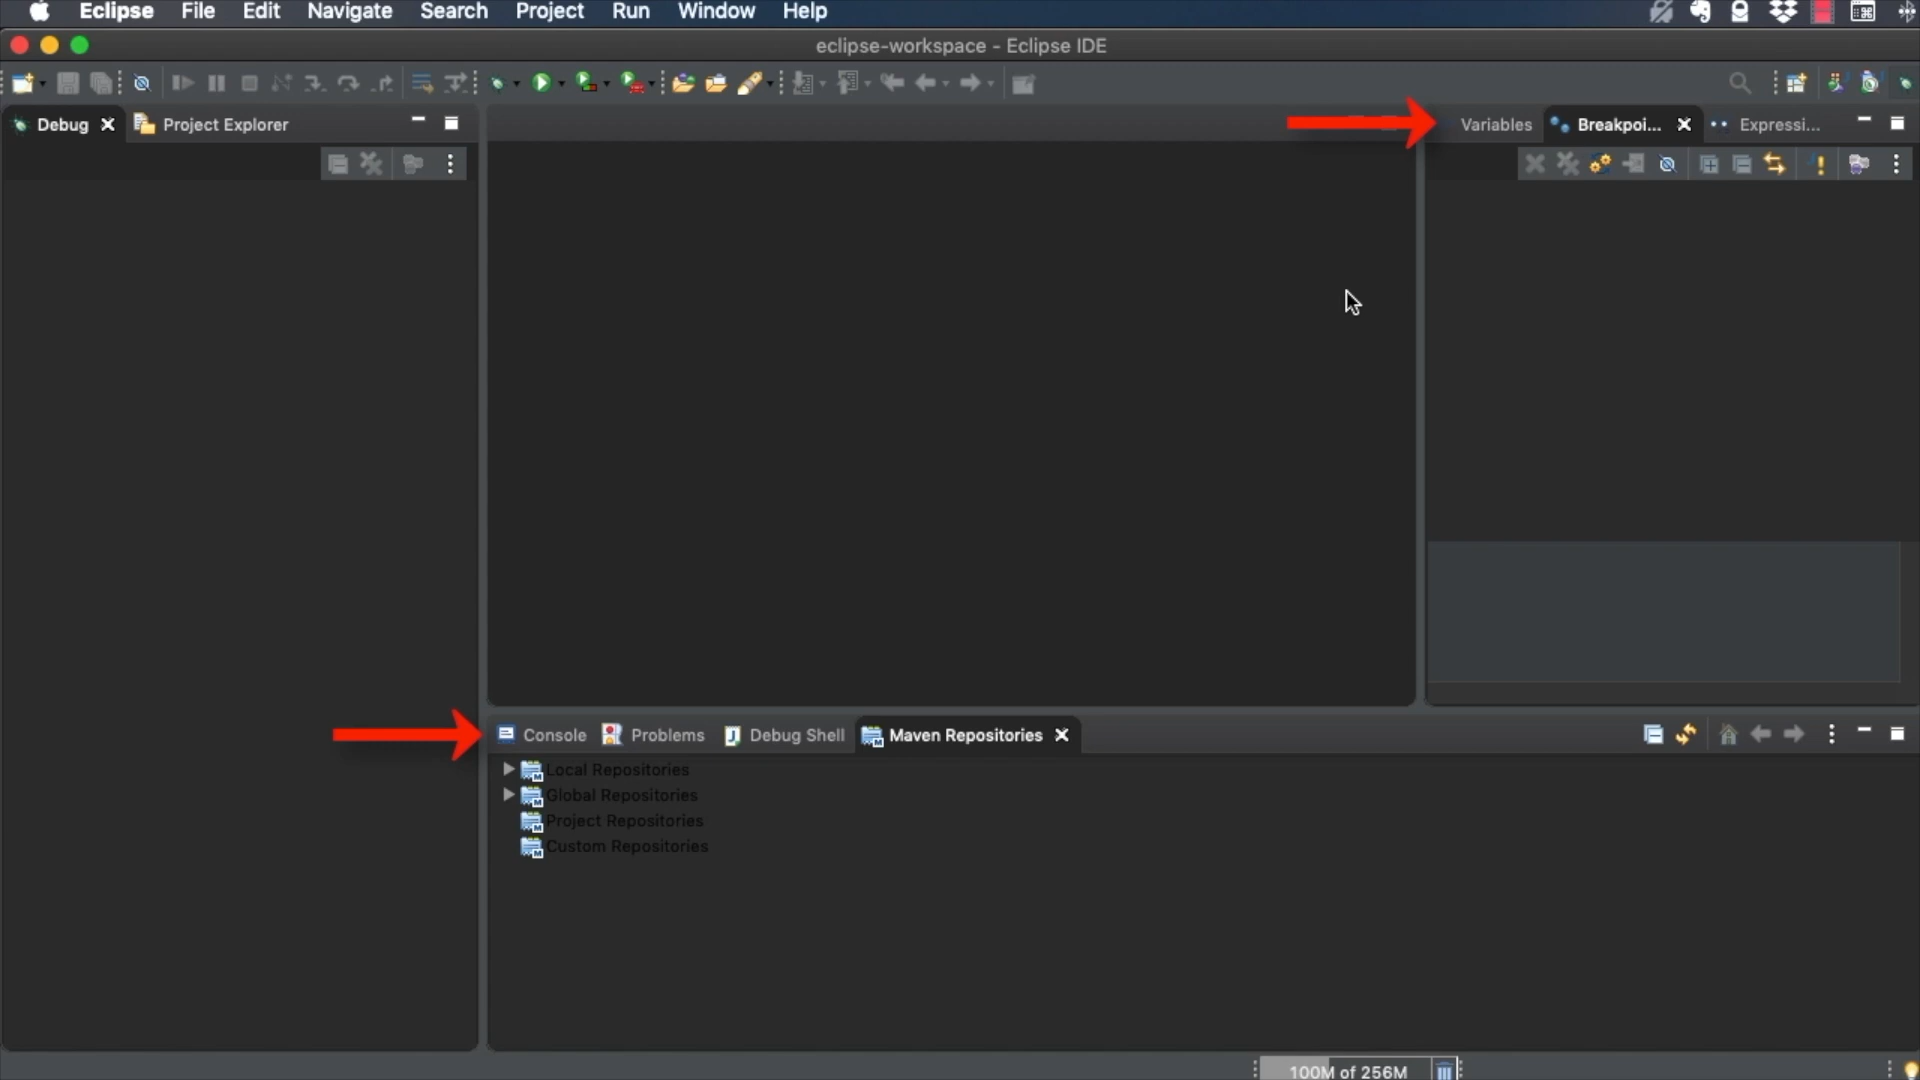 Eclipse File Edit Navigate Search Project Run Window Help
eclipse-workspace - Eclipse IDE
Debug Project Explorer
Variables Breakpoi... Expressi...
Console Problems Debug Shell Maven Repositories
Local Repositories
Global Repositories
Project Repositories
Custom Repositories
100M of 256M